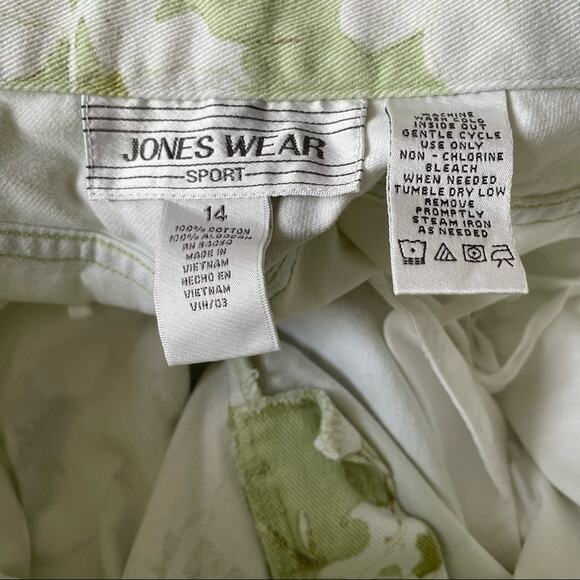 JONES WEAR
SPORT
14
100% COTTON
100% ALGODON
RN 93050
MADE IN
VIETNAM
HECHO EN
VIETNAM
VIH/03
MACHINE
WASH COLD
INSIDE OUT
GENTLE CYCLE
USE ONLY
NON - CHLORINE
BLEACH
WHEN NEEDED
TUMBLE DRY LOW
REMOVE
PROMPTLY
STEAM IRON
AS NEEDED